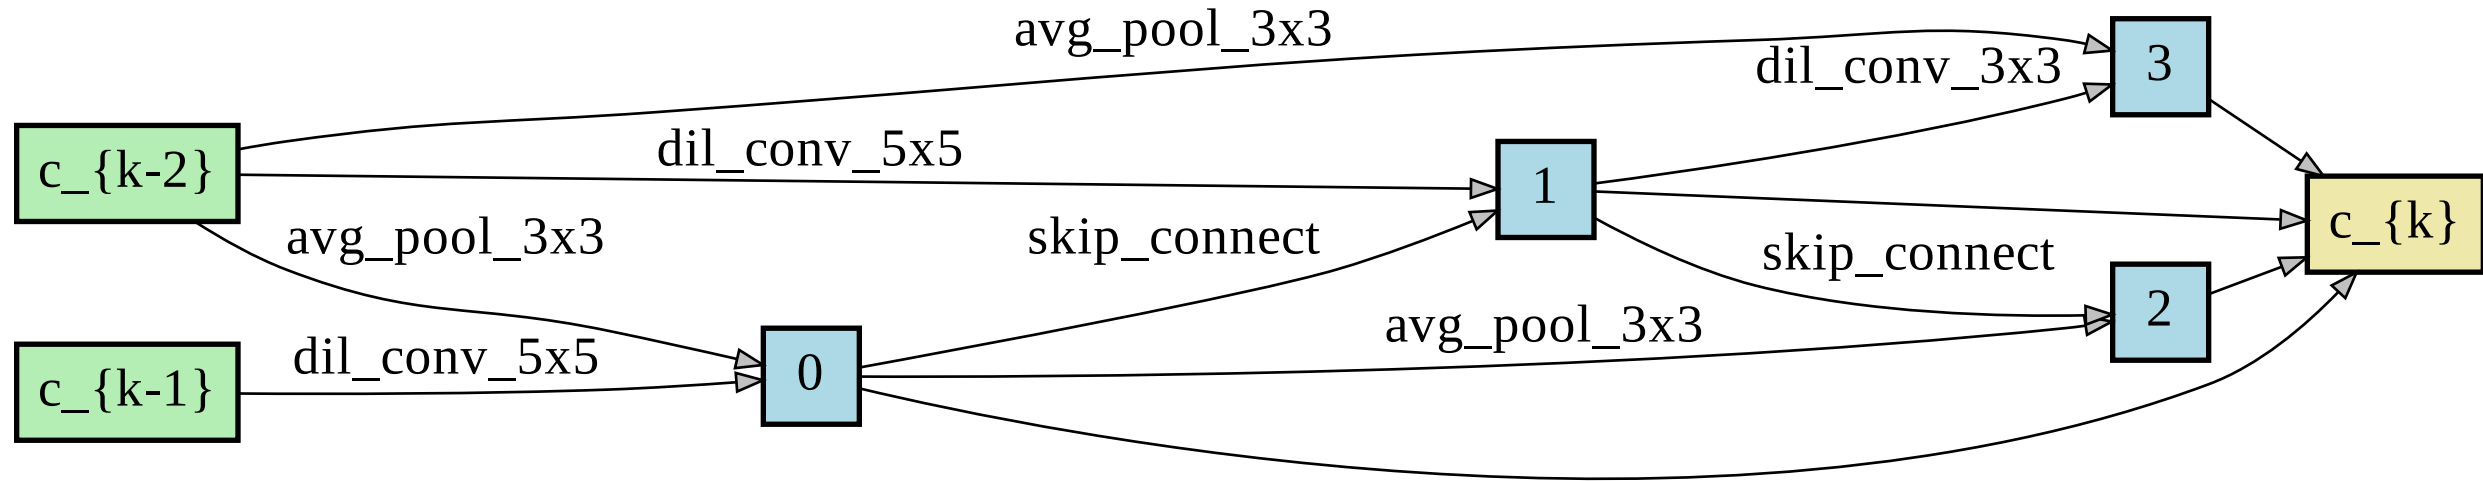 avg_pool_3x3
3
dil_conv_3x3
dil_conv_5x5
c_{k-2}
1
c_{k}
avg_pool_3x3
skip_connect
skip_connect
2
avg_pool_3x3
dil_conv_5x5
0
c_{k-1}